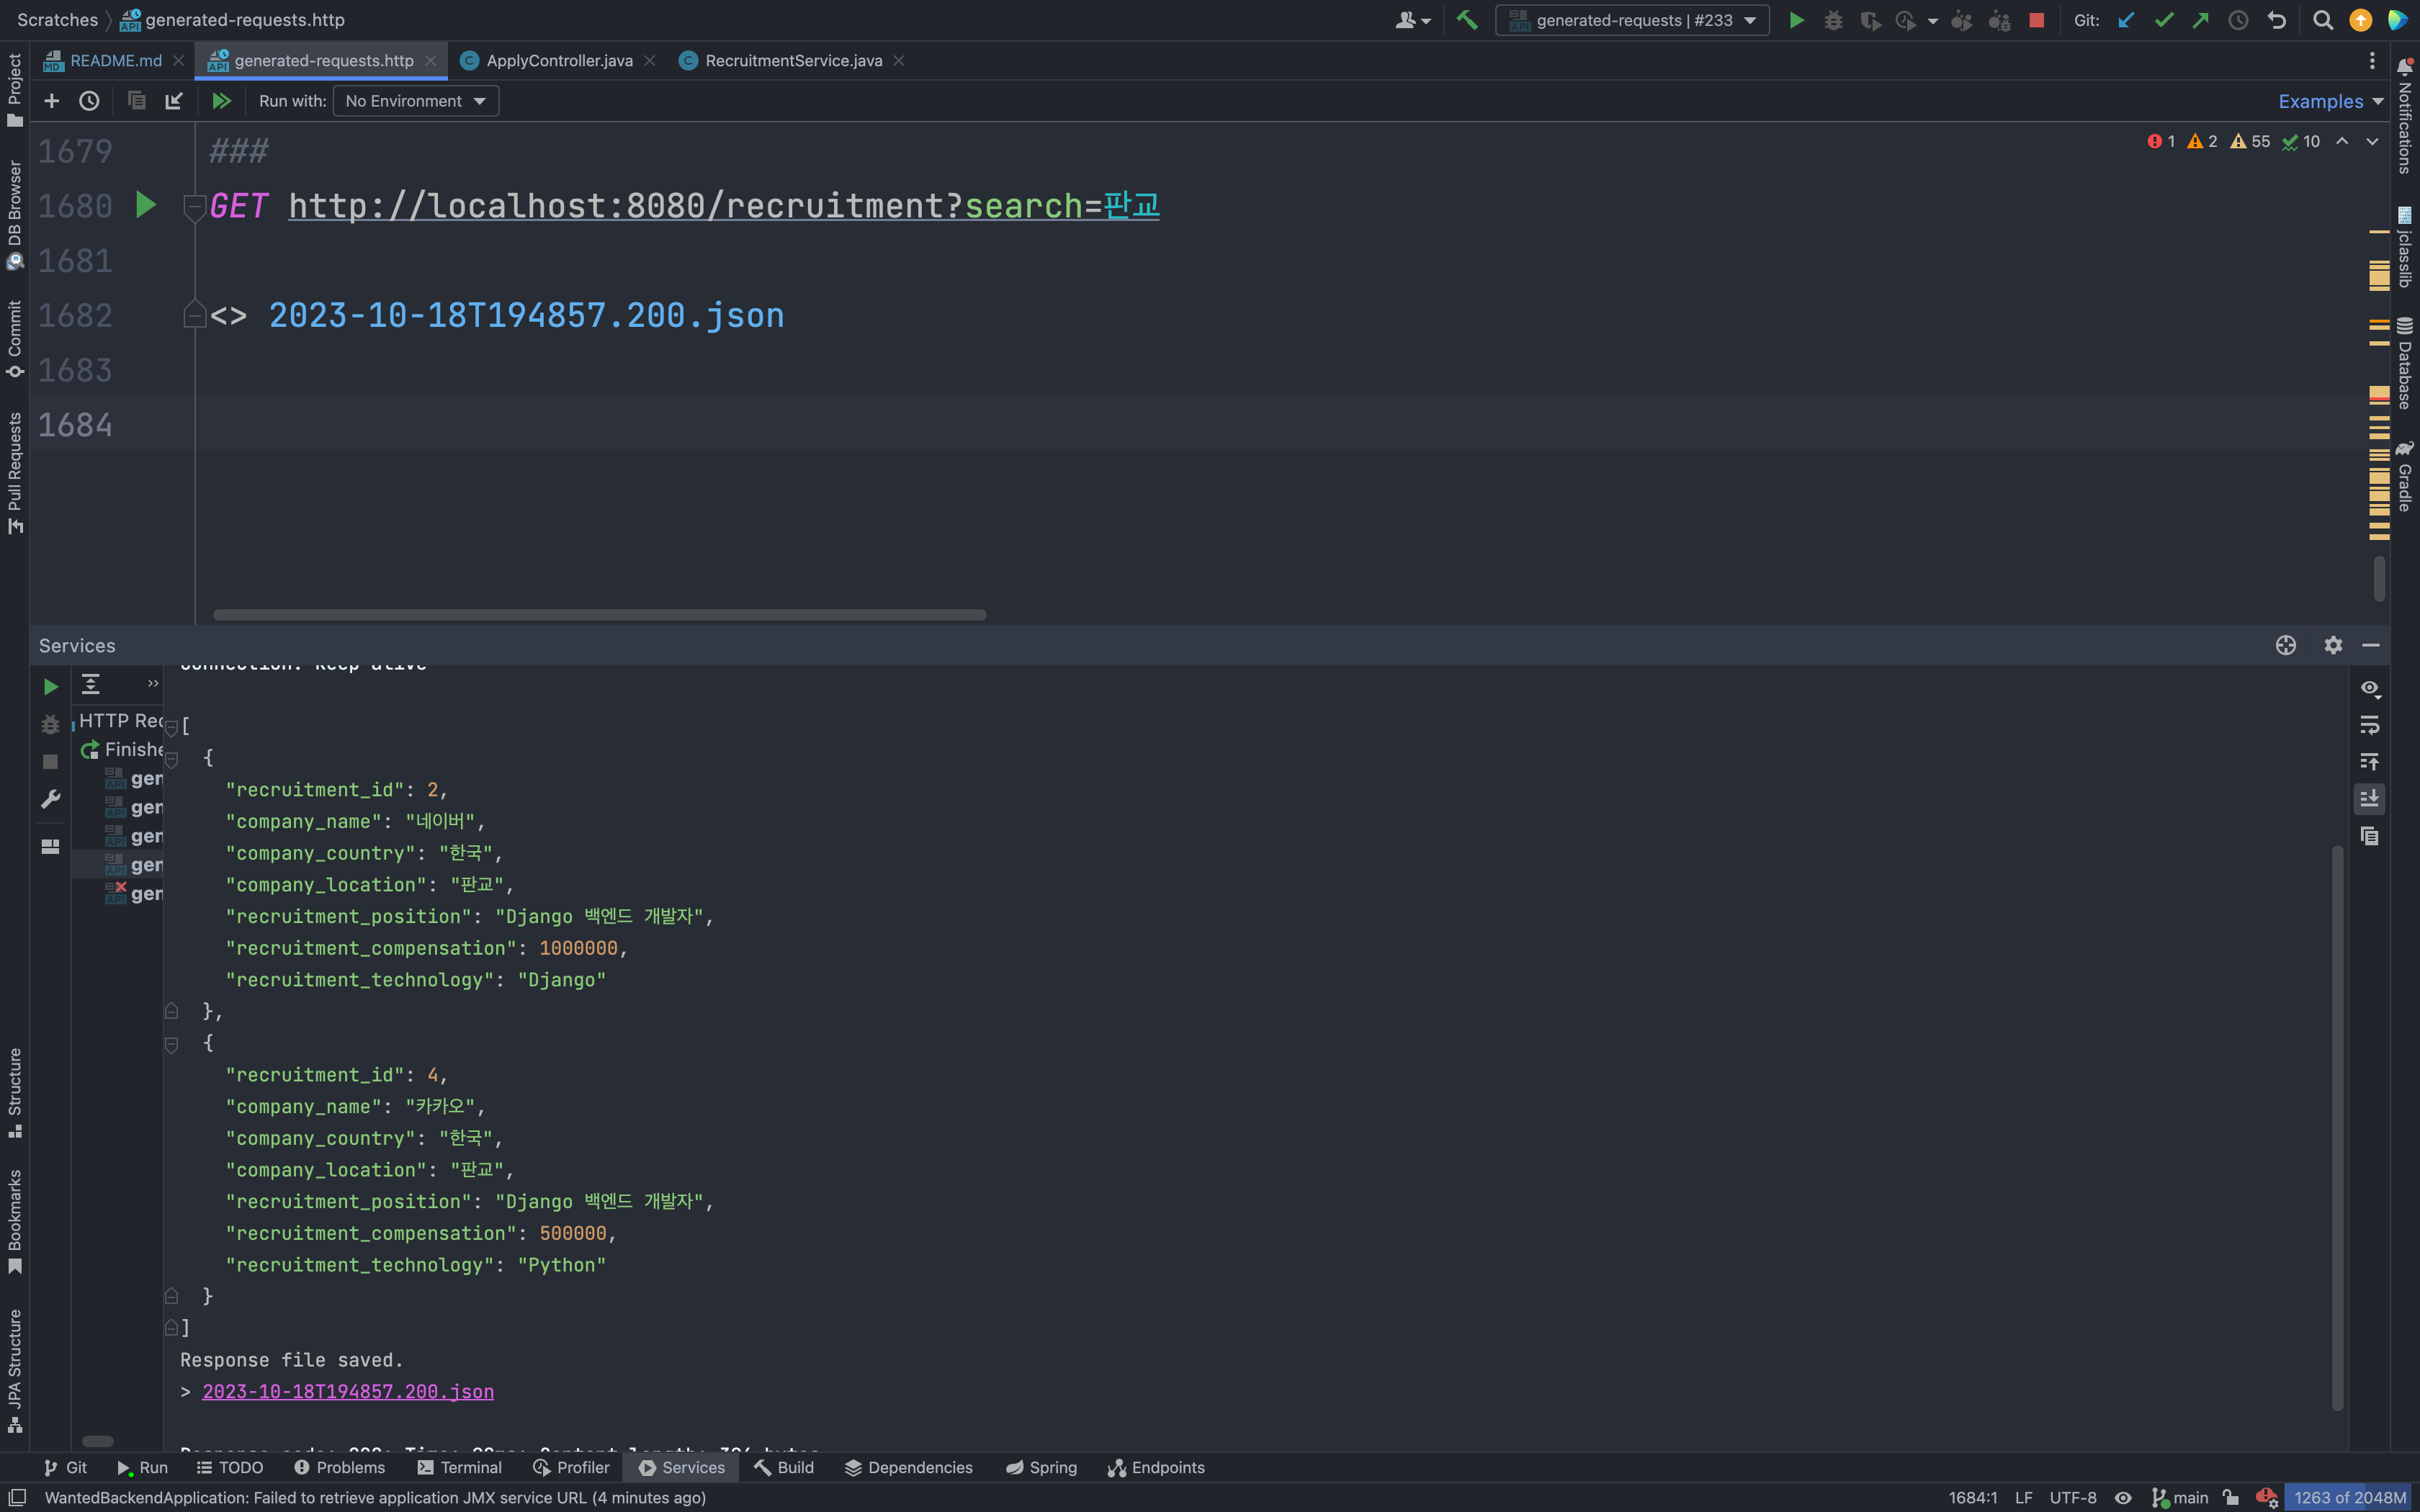 Scratches generated-requests.http
generated-requests | #233 Git:
README.md generated-requests.http ApplyController.java RecruitmentService.java
Run with: No Environment Examples
1 2 55 10
1679 ###
1680 GET http://localhost:8080/recruitment?search=판교
1681
1682 <> 2023-10-18T194857.200.json
1683
1684
Project
DB Browser
Commit
Pull Requests
Structure
Bookmarks
JPA Structure
Notifications
jclasslib
Database
Gradle
Services
HTTP Rec
Finishe
gen
gen
gen
gen
gen
[
{
"recruitment_id": 2,
"company_name": "네이버",
"company_country": "한국",
"company_location": "판교",
"recruitment_position": "Django 백엔드 개발자",
"recruitment_compensation": 1000000,
"recruitment_technology": "Django"
},
{
"recruitment_id": 4,
"company_name": "카카오",
"company_country": "한국",
"company_location": "판교",
"recruitment_position": "Django 백엔드 개발자",
"recruitment_compensation": 500000,
"recruitment_technology": "Python"
}
]
Response file saved.
> 2023-10-18T194857.200.json
Git Run TODO Problems Terminal Profiler Services Build Dependencies Spring Endpoints
WantedBackendApplication: Failed to retrieve application JMX service URL (4 minutes ago) 1684:1 LF UTF-8 main 1263 of 2048M